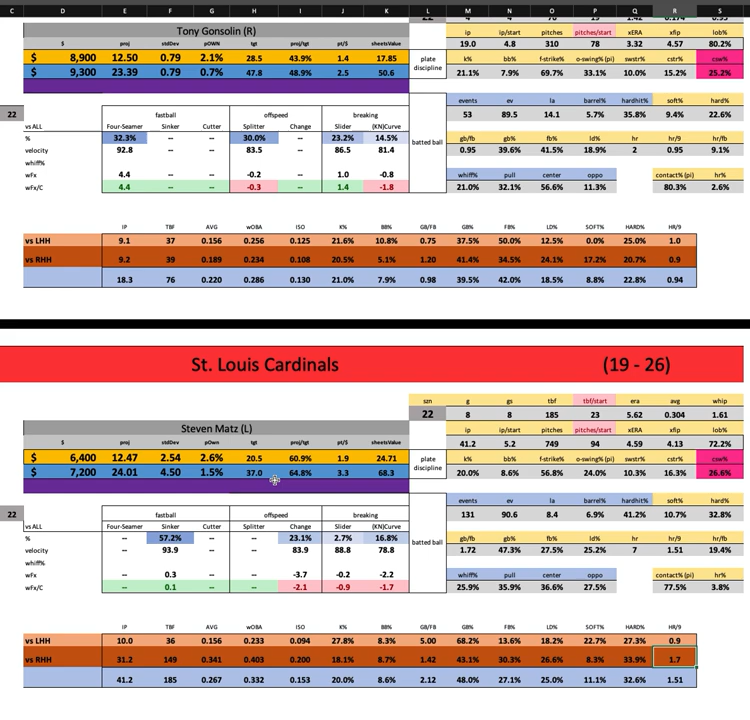 C D E F G H I J K L M N O P Q R S
Tony Gonsolin (R) ip ip/start pitches pitches/start xERA xfip lob%
$ proj stdDev pOWN tgt proj/tgt pt/$ sheetsValue 19.0 4.8 310 78 3.32 4.57 80.2%
$ 8,900 12.50 0.79 2.1% 28.5 43.9% 1.4 17.85 plate discipline k% bb% f-strike% o-swing% (pi) swstr% cstr% csw%
$ 9,300 23.39 0.79 0.7% 47.8 48.9% 2.5 50.6 21.1% 7.9% 69.7% 33.1% 10.0% 15.2% 25.2%
events ev la barrel% hardhit% soft% hard%
22 fastball offspeed breaking batted ball 53 89.5 14.1 5.7% 35.8% 9.4% 22.6%
vs ALL Four-Seamer Sinker Cutter Splitter Change Slider (KN)Curve
% 32.3% -- -- 30.0% -- 23.2% 14.5% gb/fb gb% fb% ld% hr hr/9 hr/fb
velocity 92.8 -- -- 83.5 -- 86.5 81.4 0.95 39.6% 41.5% 18.9% 2 0.95 9.1%
whiff%
wFx 4.4 -- -- -0.2 -- 1.0 -0.8 whiff% pull center oppo contact% (pi) hr%
wFx/C 4.4 -- -- -0.3 -- 1.4 -1.8 21.0% 32.1% 56.6% 11.3% 80.3% 2.6%
IP TBF AVG wOBA ISO K% BB% GB/FB GB% FB% LD% SOFT% HARD% HR/9
vs LHH 9.1 37 0.156 0.256 0.125 21.6% 10.8% 0.75 37.5% 50.0% 12.5% 0.0% 25.0% 1.0
vs RHH 9.2 39 0.189 0.234 0.108 20.5% 5.1% 1.20 41.4% 34.5% 24.1% 17.2% 20.7% 0.9
18.3 76 0.220 0.286 0.130 21.0% 7.9% 0.98 39.5% 42.0% 18.5% 8.8% 22.8% 0.94
St. Louis Cardinals (19 - 26)
szn g gs tbf tbf/start era avg whip
22 8 8 185 23 5.62 0.304 1.61
Steven Matz (L) ip ip/start pitches pitches/start xERA xfip lob%
$ proj stdDev pOwn tgt proj/tgt pt/$ sheetsValue 41.2 5.2 749 94 4.59 4.13 72.2%
$ 6,400 12.47 2.54 2.6% 20.5 60.9% 1.9 24.71 plate discipline k% bb% f-strike% o-swing% (pi) swstr% cstr% csw%
$ 7,200 24.01 4.50 1.5% 37.0 64.8% 3.3 68.3 20.0% 8.6% 56.8% 24.0% 10.3% 16.3% 26.6%
events ev la barrel% hardhit% soft% hard%
22 fastball offspeed breaking batted ball 131 90.6 8.4 6.9% 41.2% 10.7% 32.8%
vs ALL Four-Seamer Sinker Cutter Splitter Change Slider (KN)Curve
% -- 57.2% -- -- 23.1% 2.7% 16.8% gb/fb gb% fb% ld% hr hr/9 hr/fb
velocity -- 93.9 -- -- 83.9 88.8 78.8 1.72 47.3% 27.5% 25.2% 7 1.51 19.4%
whiff%
wFx -- 0.3 -- -- -3.7 -0.2 -2.2 whiff% pull center oppo contact% (pi) hr%
wFx/C -- 0.1 -- -- -2.1 -0.9 -1.7 25.9% 35.9% 36.6% 27.5% 77.5% 3.8%
IP TBF AVG wOBA ISO K% BB% GB/FB GB% FB% LD% SOFT% HARD% HR/9
vs LHH 10.0 36 0.156 0.233 0.094 27.8% 8.3% 5.00 68.2% 13.6% 18.2% 22.7% 27.3% 0.9
vs RHH 31.2 149 0.341 0.403 0.200 18.1% 8.7% 1.42 43.1% 30.3% 26.6% 8.3% 33.9% 1.7
41.2 185 0.267 0.332 0.153 20.0% 8.6% 2.12 48.0% 27.1% 25.0% 11.1% 32.6% 1.51